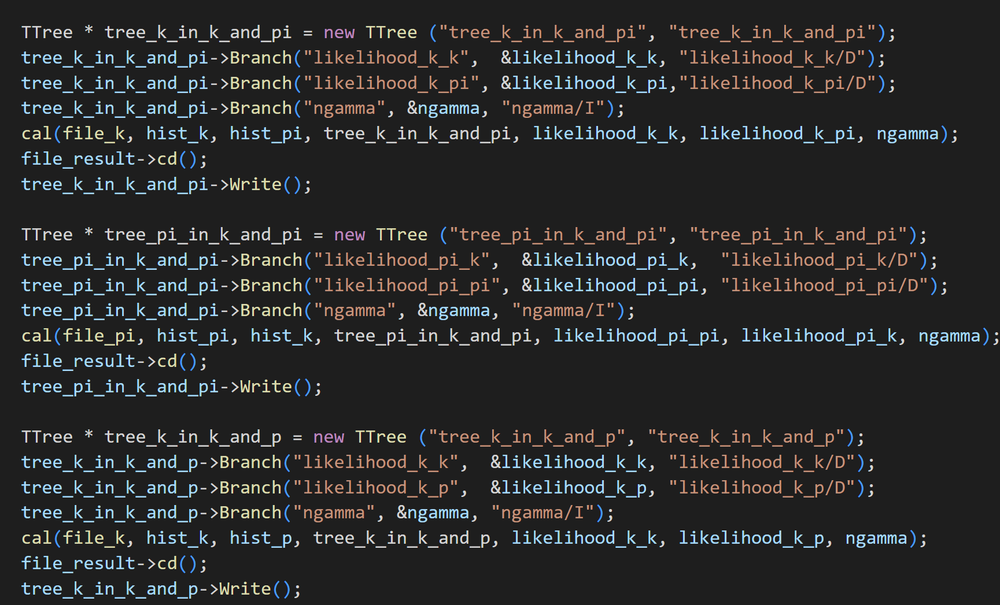 TTree * tree_k_in_k_and_pi = new TTree ("tree_k_in_k_and_pi", "tree_k_in_k_and_pi");
tree_k_in_k_and_pi->Branch("likelihood_k_k",  &likelihood_k_k, "likelihood_k_k/D");
tree_k_in_k_and_pi->Branch("likelihood_k_pi", &likelihood_k_pi,"likelihood_k_pi/D");
tree_k_in_k_and_pi->Branch("ngamma", &ngamma, "ngamma/I");
cal(file_k, hist_k, hist_pi, tree_k_in_k_and_pi, likelihood_k_k, likelihood_k_pi, ngamma);
file_result->cd();
tree_k_in_k_and_pi->Write();
TTree * tree_pi_in_k_and_pi = new TTree ("tree_pi_in_k_and_pi", "tree_pi_in_k_and_pi");
tree_pi_in_k_and_pi->Branch("likelihood_pi_k",  &likelihood_pi_k,  "likelihood_pi_k/D");
tree_pi_in_k_and_pi->Branch("likelihood_pi_pi", &likelihood_pi_pi, "likelihood_pi_pi/D");
tree_pi_in_k_and_pi->Branch("ngamma", &ngamma, "ngamma/I");
cal(file_pi, hist_pi, hist_k, tree_pi_in_k_and_pi, likelihood_pi_pi, likelihood_pi_k, ngamma);
file_result->cd();
tree_pi_in_k_and_pi->Write();
TTree * tree_k_in_k_and_p = new TTree ("tree_k_in_k_and_p", "tree_k_in_k_and_p");
tree_k_in_k_and_p->Branch("likelihood_k_k",  &likelihood_k_k, "likelihood_k_k/D");
tree_k_in_k_and_p->Branch("likelihood_k_p",  &likelihood_k_p, "likelihood_k_p/D");
tree_k_in_k_and_p->Branch("ngamma", &ngamma, "ngamma/I");
cal(file_k, hist_k, hist_p, tree_k_in_k_and_p, likelihood_k_k, likelihood_k_p, ngamma);
file_result->cd();
tree_k_in_k_and_p->Write();